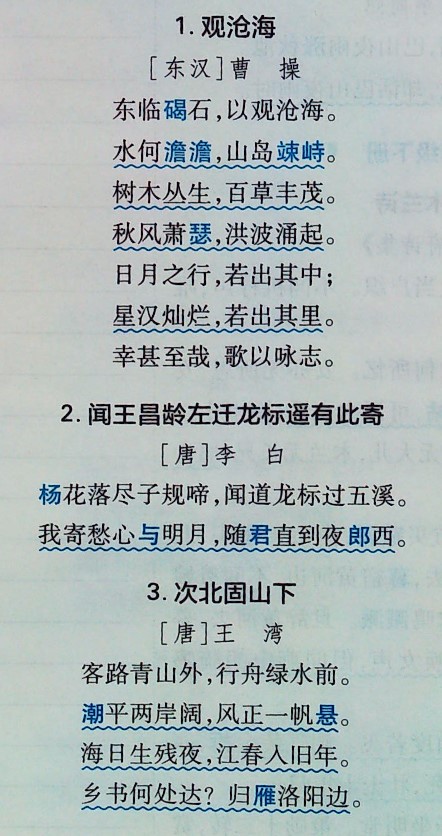 1. 观沧海
[东汉]曹 操
东临碣石,以观沧海。
水何澹澹,山岛竦峙。
树木丛生,百草丰茂。
秋风萧瑟,洪波涌起。
日月之行,若出其中;
星汉灿烂,若出其里。
幸甚至哉,歌以咏志。
2. 闻王昌龄左迁龙标遥有此寄
[唐]李 白
杨花落尽子规啼,闻道龙标过五溪。
我寄愁心与明月,随君直到夜郎西。
3. 次北固山下
[唐]王 湾
客路青山外,行舟绿水前。
潮平两岸阔,风正一帆悬。
海日生残夜,江春入旧年。
乡书何处达? 归雁洛阳边。